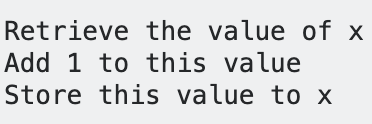 Retrieve the value of x
Add 1 to this value
Store this value to x